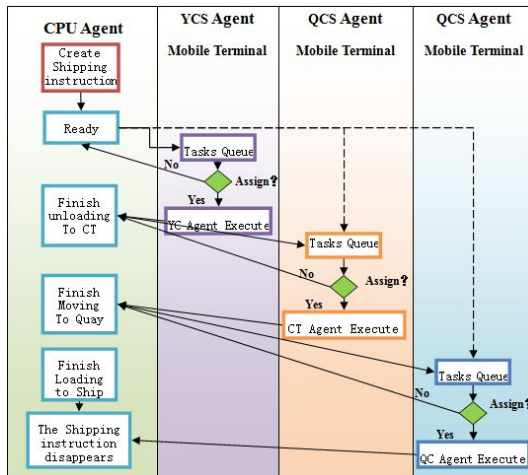 CPU Agent
YCS Agent
Mobile Terminal
QCS Agent
Mobile Terminal
QCS Agent
Mobile Terminal
Create
Shipping
instruction
Ready
Tasks Queue
No
Assign?
Yes
YC Agent Execute
Finish
unloading
To CT
Tasks Queue
No
Assign?
Yes
CT Agent Execute
Finish
Moving
To Quay
Tasks Queue
No
Assign?
Yes
QC Agent Execute
Finish
Loading
to Ship
The Shipping
instruction
disappears